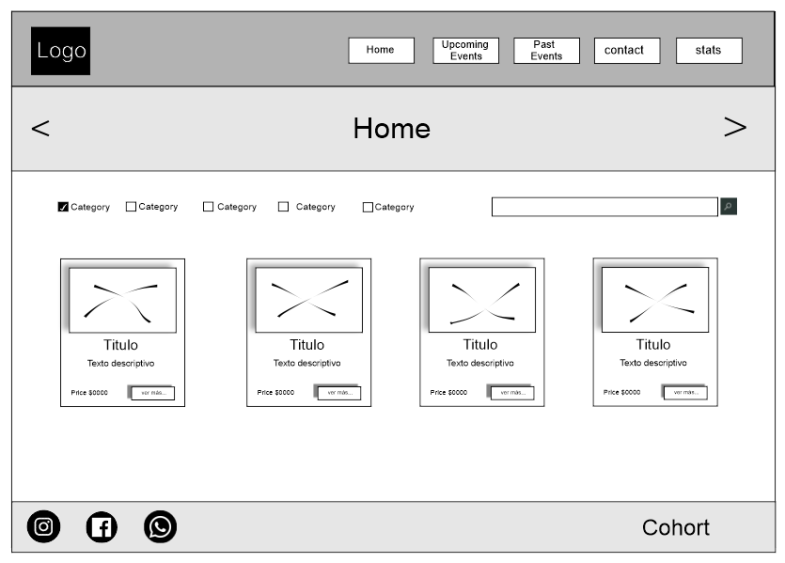 Logo
Home
Upcoming
Events
Past
Events
contact
stats
<
Home
>
Category
Category
Category
Category
Category
Titulo
Texto descriptivo
Price $0000
ver más...
Titulo
Texto descriptivo
Price $0000
ver más...
Titulo
Texto descriptivo
Price $0000
ver más...
Titulo
Texto descriptivo
Price $0000
ver más...
Cohort